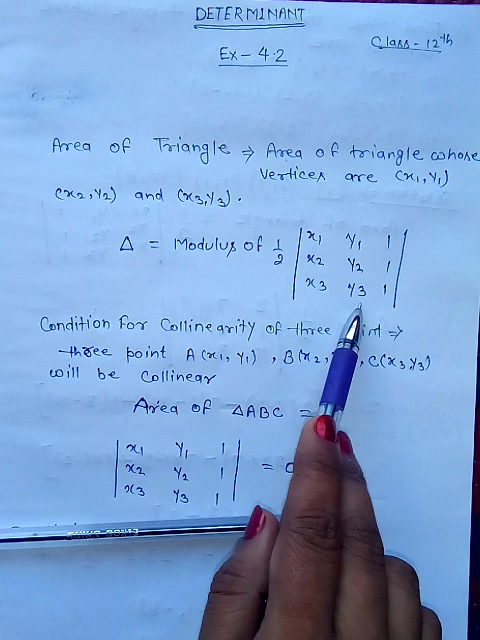 DETERMINANT
Class - 12th
Ex - 4.2
Area of Triangle ⇒ Area of triangle whose
vertices are (x1, y1)
(x2, y2) and (x3, y3).
Δ = Modulus of 1/2 | x1 y1 1 |
| x2 y2 1 |
| x3 y3 1 |
Condition for Collinearity of three int ⇒
three point A(x1, y1), B(x2, , C(x3, y3)
will be Collinear
Area of ΔABC =
| x1 y1 1 |
| x2 y2 1 | =
| x3 y3 1 |